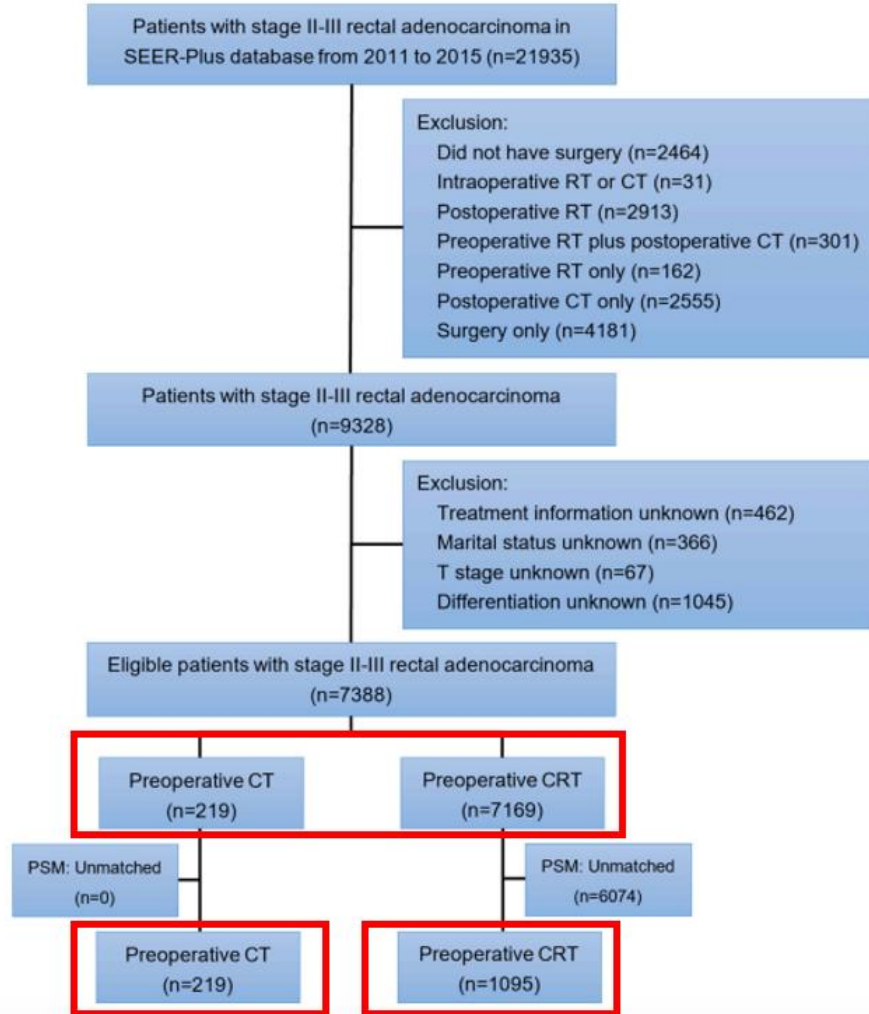 Patients with stage II-III rectal adenocarcinoma in
SEER-Plus database from 2011 to 2015 (n=21935)
Exclusion:
Did not have surgery (n=2464)
Intraoperative RT or CT (n=31)
Postoperative RT (n=2913)
Preoperative RT plus postoperative CT (n=301)
Preoperative RT only (n=162)
Postoperative CT only (n=2555)
Surgery only (n=4181)
Patients with stage II-III rectal adenocarcinoma
(n=9328)
Exclusion:
Treatment information unknown (n=462)
Marital status unknown (n=366)
T stage unknown (n=67)
Differentiation unknown (n=1045)
Eligible patients with stage II-III rectal adenocarcinoma
(n=7388)
Preoperative CT
(n=219)
Preoperative CRT
(n=7169)
PSM: Unmatched
(n=0)
PSM: Unmatched
(n=6074)
Preoperative CT
(n=219)
Preoperative CRT
(n=1095)